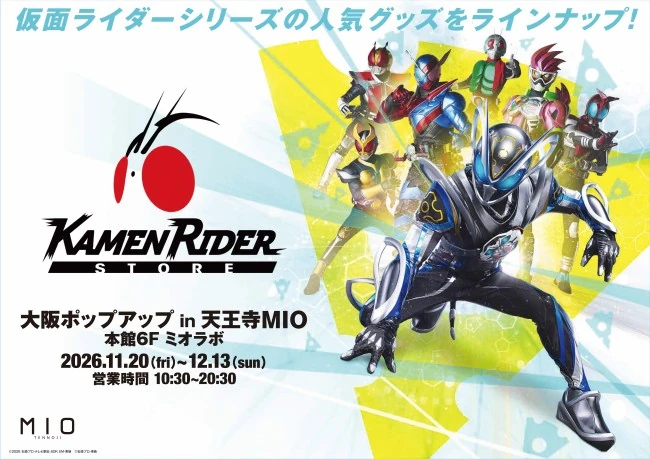 仮面ライダーシリーズの人気グッズをラインナップ!
KAMEN RIDER
STORE
大阪ポップアップ in 天王寺MIO
本館6F ミオラボ
2026.11.20(fri)~12.13(sun)
営業時間 10:30~20:30
MIO
TENNOJI